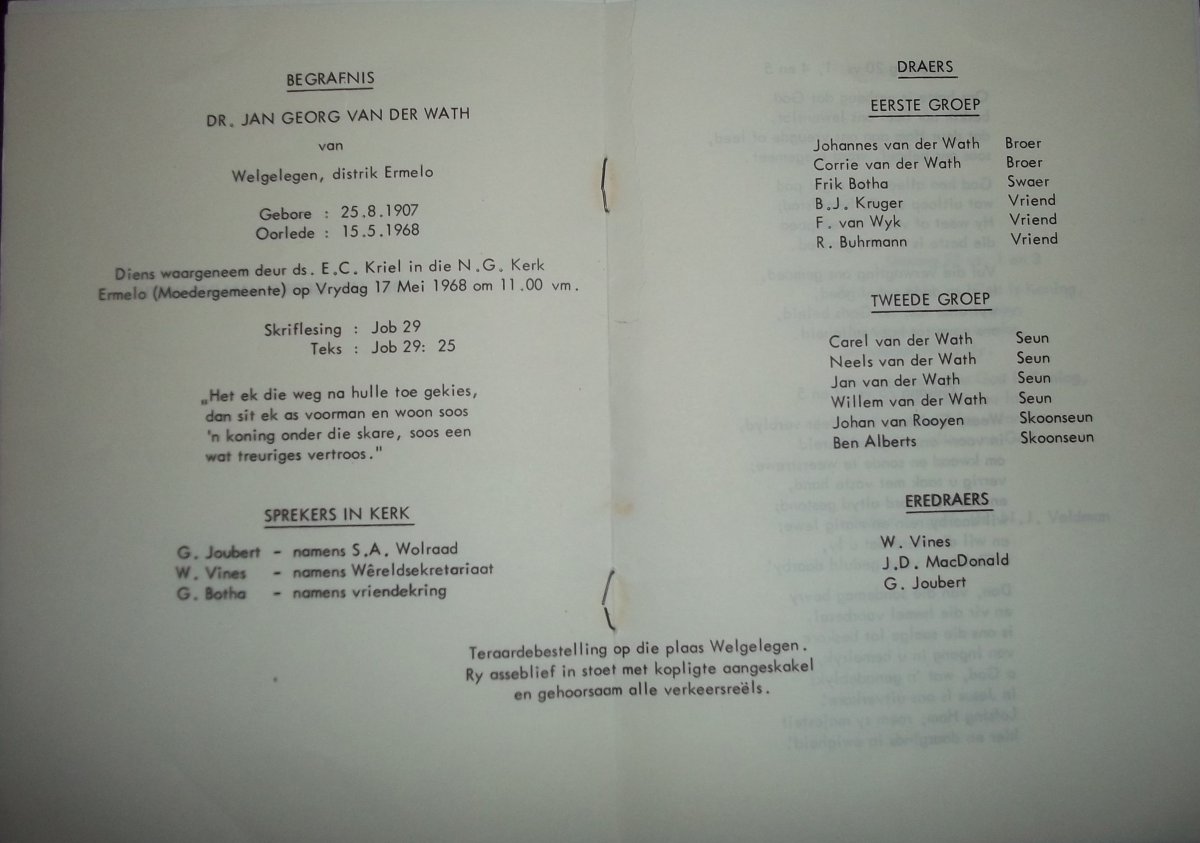 BEGRAFNIS
DR. JAN GEORG VAN DER WATH
van
Welgelegen, distrik Ermelo
Gebore : 25.8.1907
Oorlede : 15.5.1968
Diens waargeneem deur ds. E.C. Kriel in die N.G. Kerk
Ermelo (Moedergemeente) op Vrydag 17 Mei 1968 om 11.00 vm.
Skriflesing : Job 29
Teks : Job 29: 25
„Het ek die weg na hulle toe gekies,
dan sit ek as voorman en woon soos
'n koning onder die skare, soos een
wat treuriges vertroos."
SPREKERS IN KERK
G. Joubert - namens S.A. Wolraad
W. Vines - namens Wêreldsekretariaat
G. Botha - namens vriendekring
DRAERS
EERSTE GROEP
Johannes van der Wath Broer
Corrie van der Wath Broer
Frik Botha Swaer
B.J. Kruger Vriend
F. van Wyk Vriend
R. Buhrmann Vriend
TWEEDE GROEP
Carel van der Wath Seun
Neels van der Wath Seun
Jan van der Wath Seun
Willem van der Wath Seun
Johan van Rooyen Skoonseun
Ben Alberts Skoonseun
EREDRAERS
W. Vines
J.D. MacDonald
G. Joubert
Teraardebestelling op die plaas Welgelegen.
Ry asseblief in stoet met kopligte aangeskakel
en gehoorsaam alle verkeersreëls.